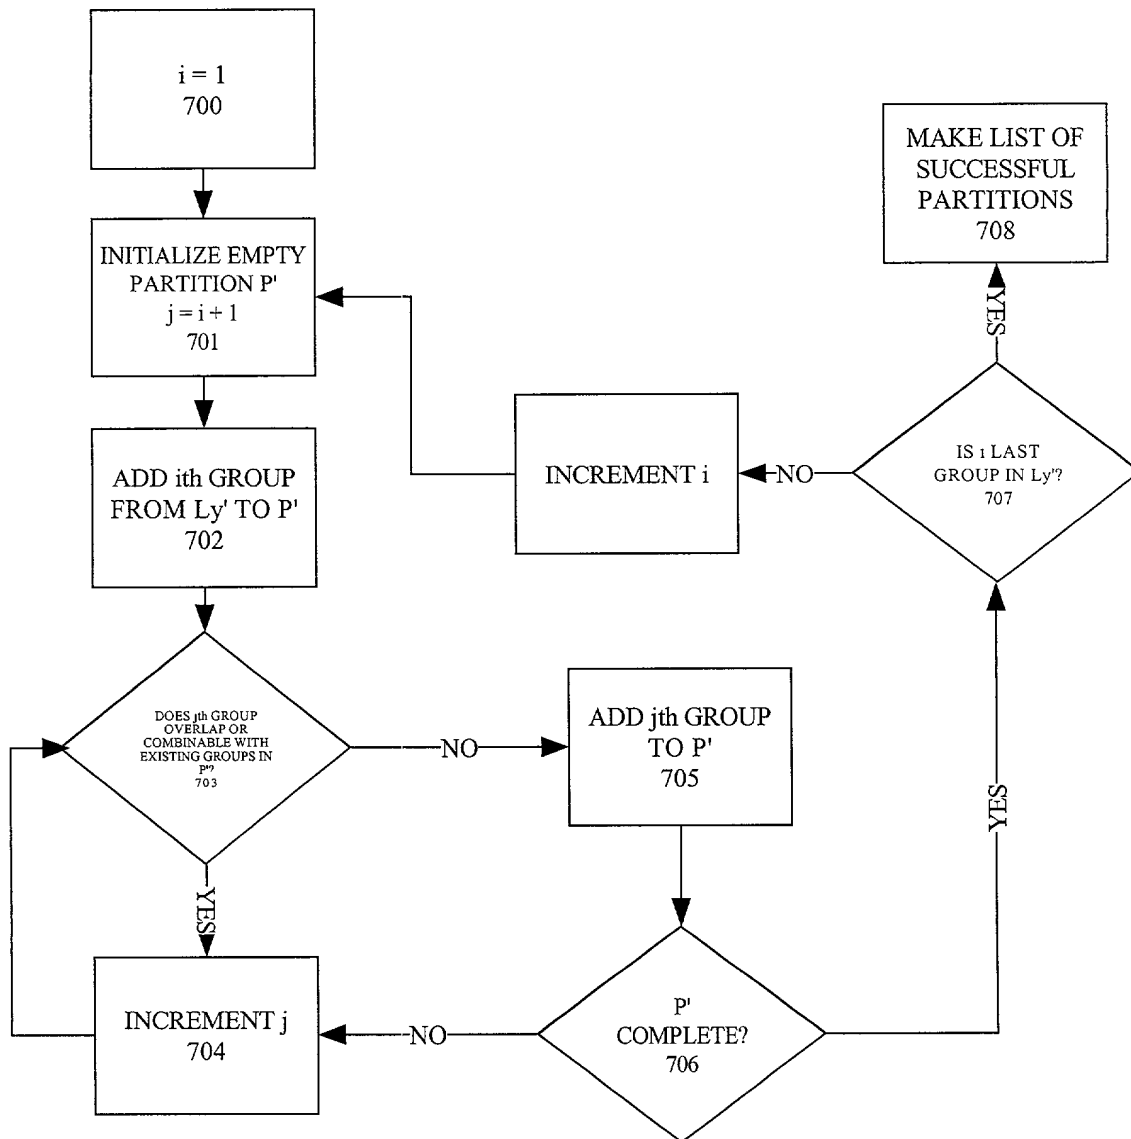 i = 1
700
INITIALIZE EMPTY
PARTITION P'
j = i + 1
701
ADD ith GROUP
FROM Ly' TO P'
702
DOES jth GROUP
OVERLAP OR
COMBINABLE WITH
EXISTING GROUPS IN
P'?
703
YES
NO
INCREMENT j
704
ADD jth GROUP
TO P'
705
P'
COMPLETE?
706
NO
YES
IS i LAST
GROUP IN Ly'?
707
NO
YES
INCREMENT i
MAKE LIST OF
SUCCESSFUL
PARTITIONS
708